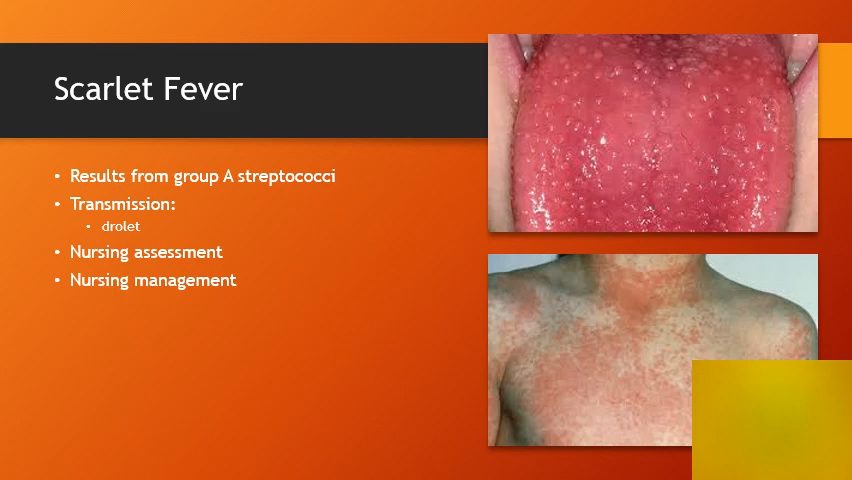 Scarlet Fever
• Results from group A streptococci
• Transmission:
• drolet
• Nursing assessment
• Nursing management